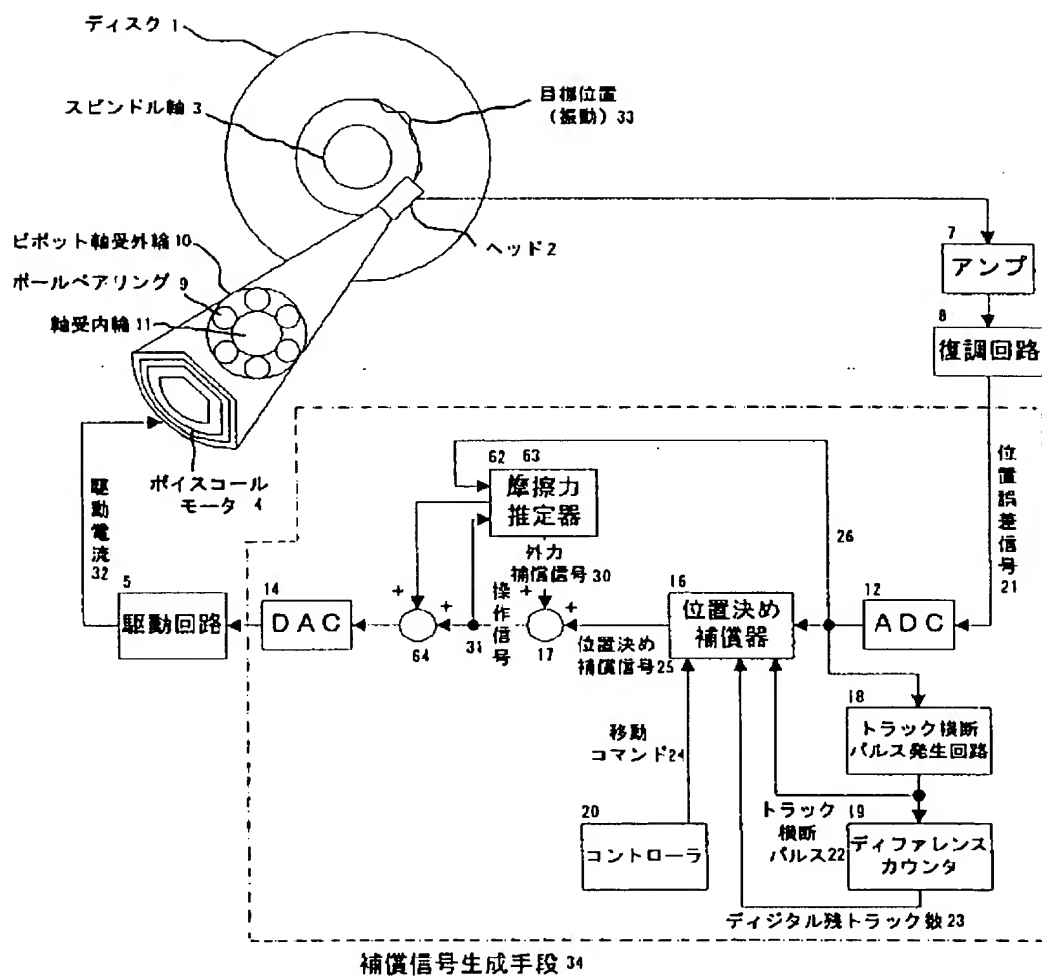 ディスク 1
スピンドル軸 3
目標位置
(振動) 33
ヘッド 2
ピボット軸受外輪 10
ボールベアリング 9
軸受内輪 11
ボイスコール
モータ 4
7
アンプ
8
復調回路
位置誤差信号 21
駆動電流 32
62 63
摩擦力
推定器
外力
補償信号 30
26
5
駆動回路
14
DAC
+
+
64
31
操作信号
+
+
17
位置決め
補償信号 25
16
位置決め
補償器
12
ADC
18
トラック横断
パルス発生回路
移動
コマンド24
20
コントローラ
トラック
横断
パルス 22
19
ディファレンス
カウンタ
ディジタル残トラック数 23
補償信号生成手段 34